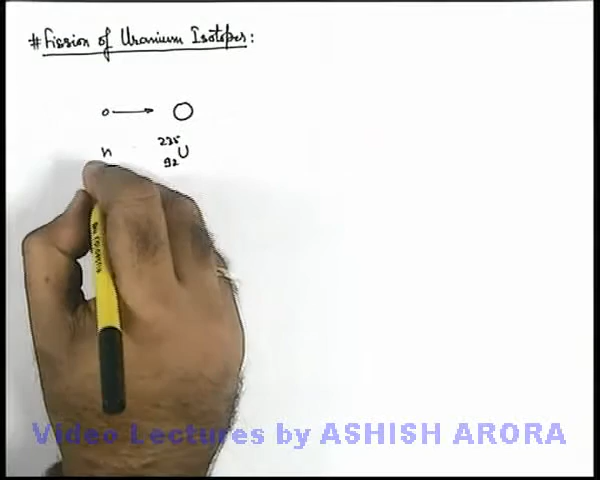 # Fission of Uranium Isotopes:
n
235
92 U
Video Lectures by ASHISH ARORA